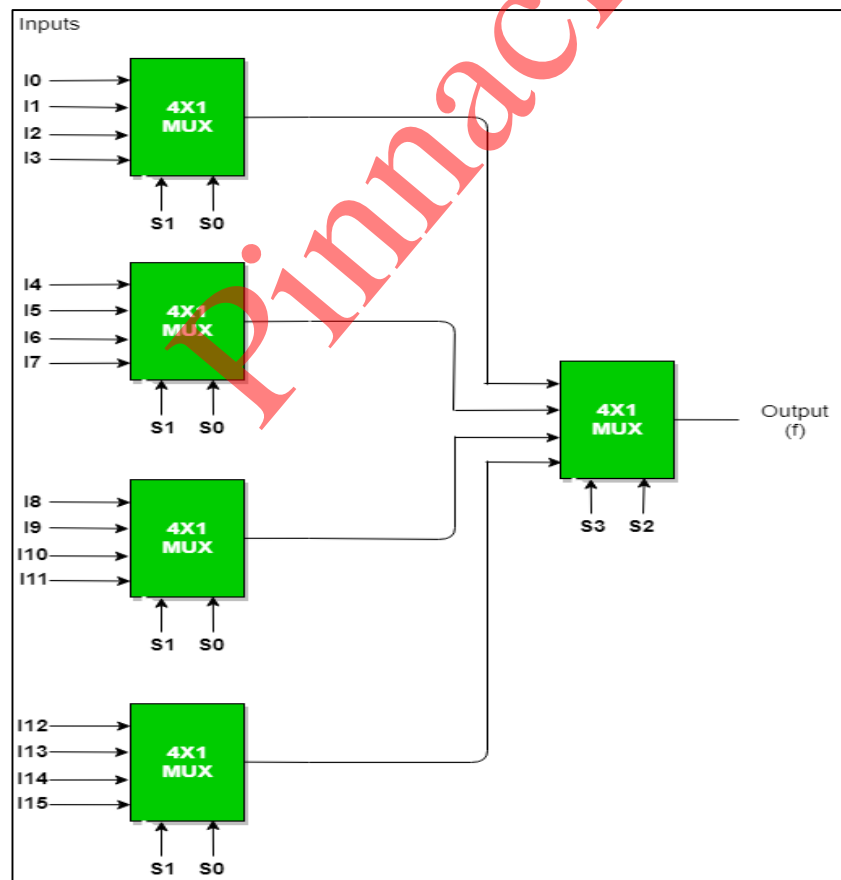 Inputs
I0
I1
I2
I3
4X1
MUX
S1 S0
I4
I5
I6
I7
4X1
MUX
S1 S0
4X1
MUX
Output
(f)
S3 S2
I8
I9
I10
I11
4X1
MUX
S1 S0
I12
I13
I14
I15
4X1
MUX
S1 S0